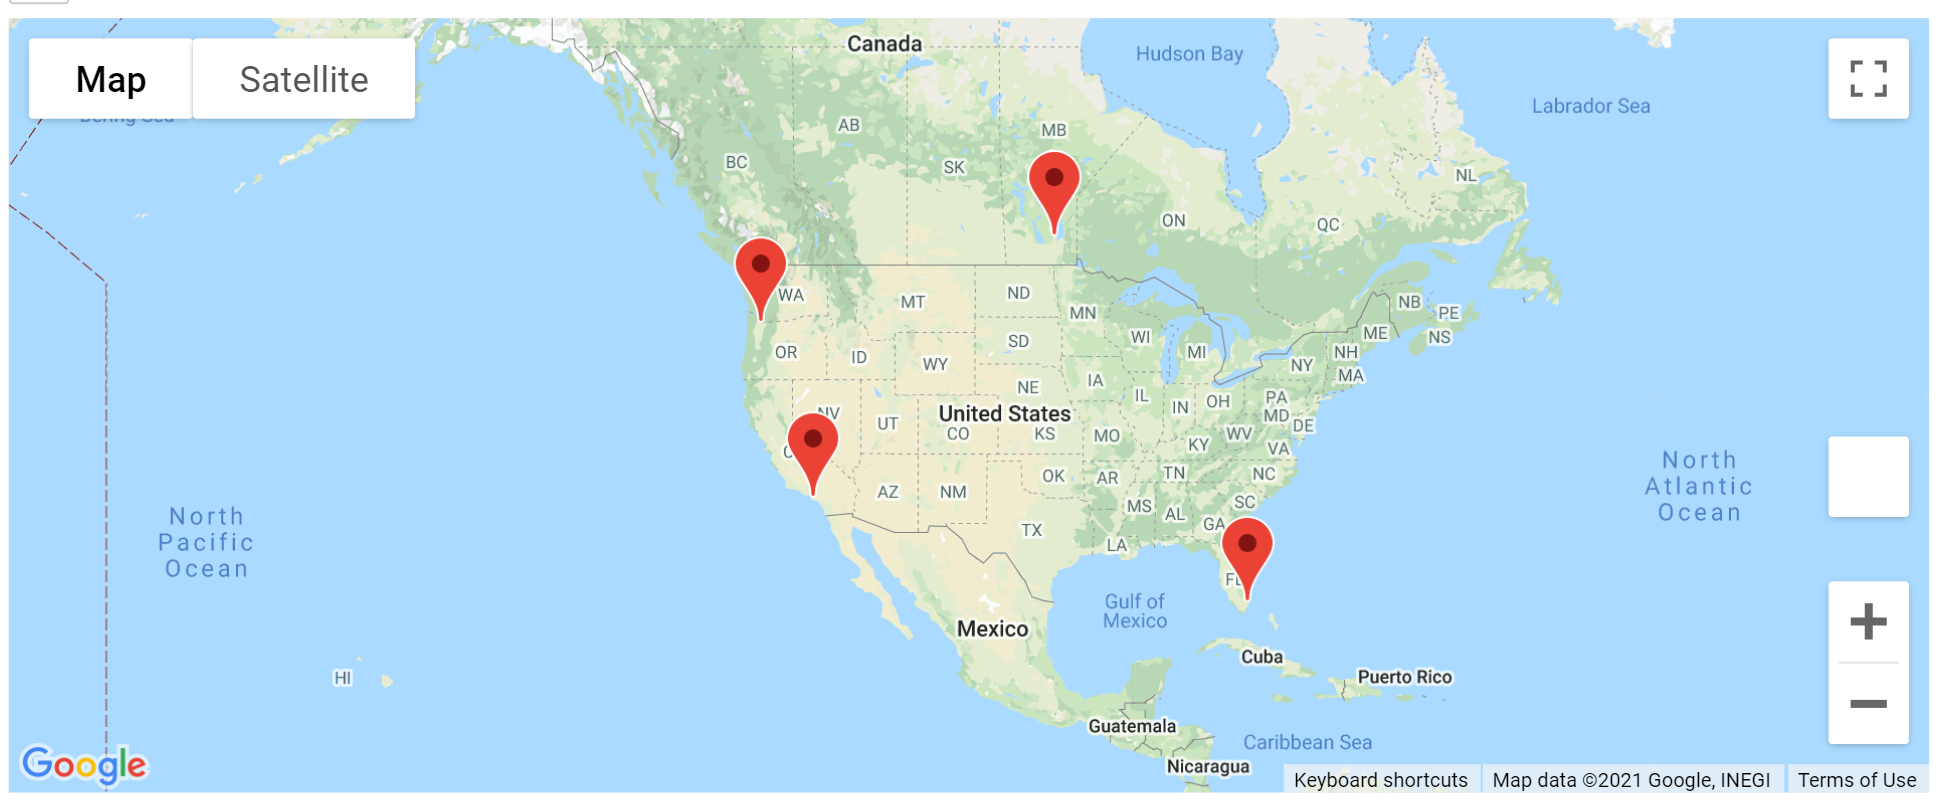 Map
Satellite
Canada
Hudson Bay
Labrador Sea
Bering Sea
AB
MB
BC
SK
NL
ON
QC
WA
MT
ND
MN
NB
PE
NS
OR
ID
WY
SD
WI
MI
ME
NH
NY
MA
NE
IA
IL
IN
OH
PA
MD
DE
NV
UT
United States
CO
KS
MO
KY
WV
VA
AZ
NM
OK
AR
TN
NC
SC
MS
AL
GA
TX
LA
FL
North
Pacific
Ocean
North
Atlantic
Ocean
Gulf of
Mexico
Mexico
HI
Cuba
Puerto Rico
Guatemala
Caribbean Sea
Nicaragua
Google
Keyboard shortcuts
Map data ©2021 Google, INEGI
Terms of Use